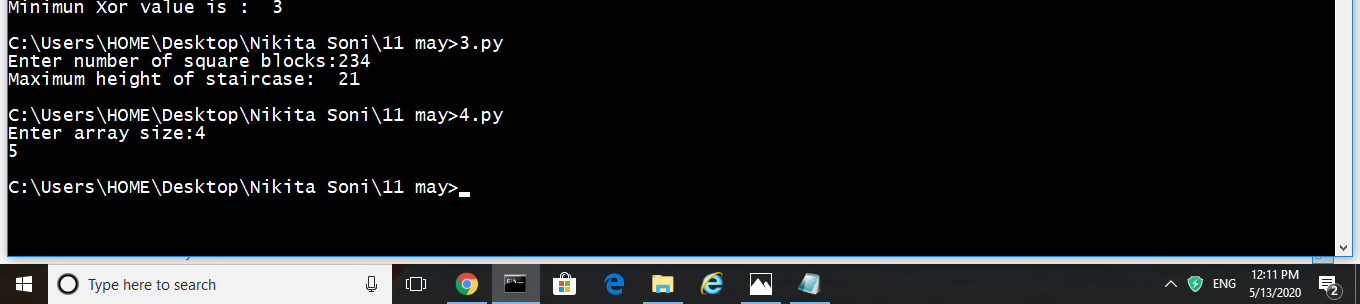 Minimun Xor value is :  3
C:\Users\HOME\Desktop\Nikita Soni\11 may>3.py
Enter number of square blocks:234
Maximum height of staircase:  21
C:\Users\HOME\Desktop\Nikita Soni\11 may>4.py
Enter array size:4
5
C:\Users\HOME\Desktop\Nikita Soni\11 may>
Type here to search
ENG
12:11 PM
5/13/2020
2